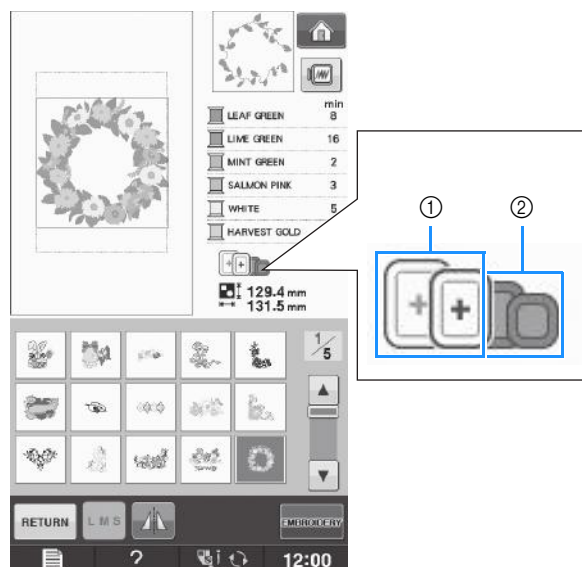 min
LEAF GREEN 8
LIME GREEN 16
MINT GREEN 2
SALMON PINK 3
WHITE 5
HARVEST GOLD
129.4 mm
131.5 mm
① ②
1/5
RETURN L M S EMBROIDERY
? 12:00